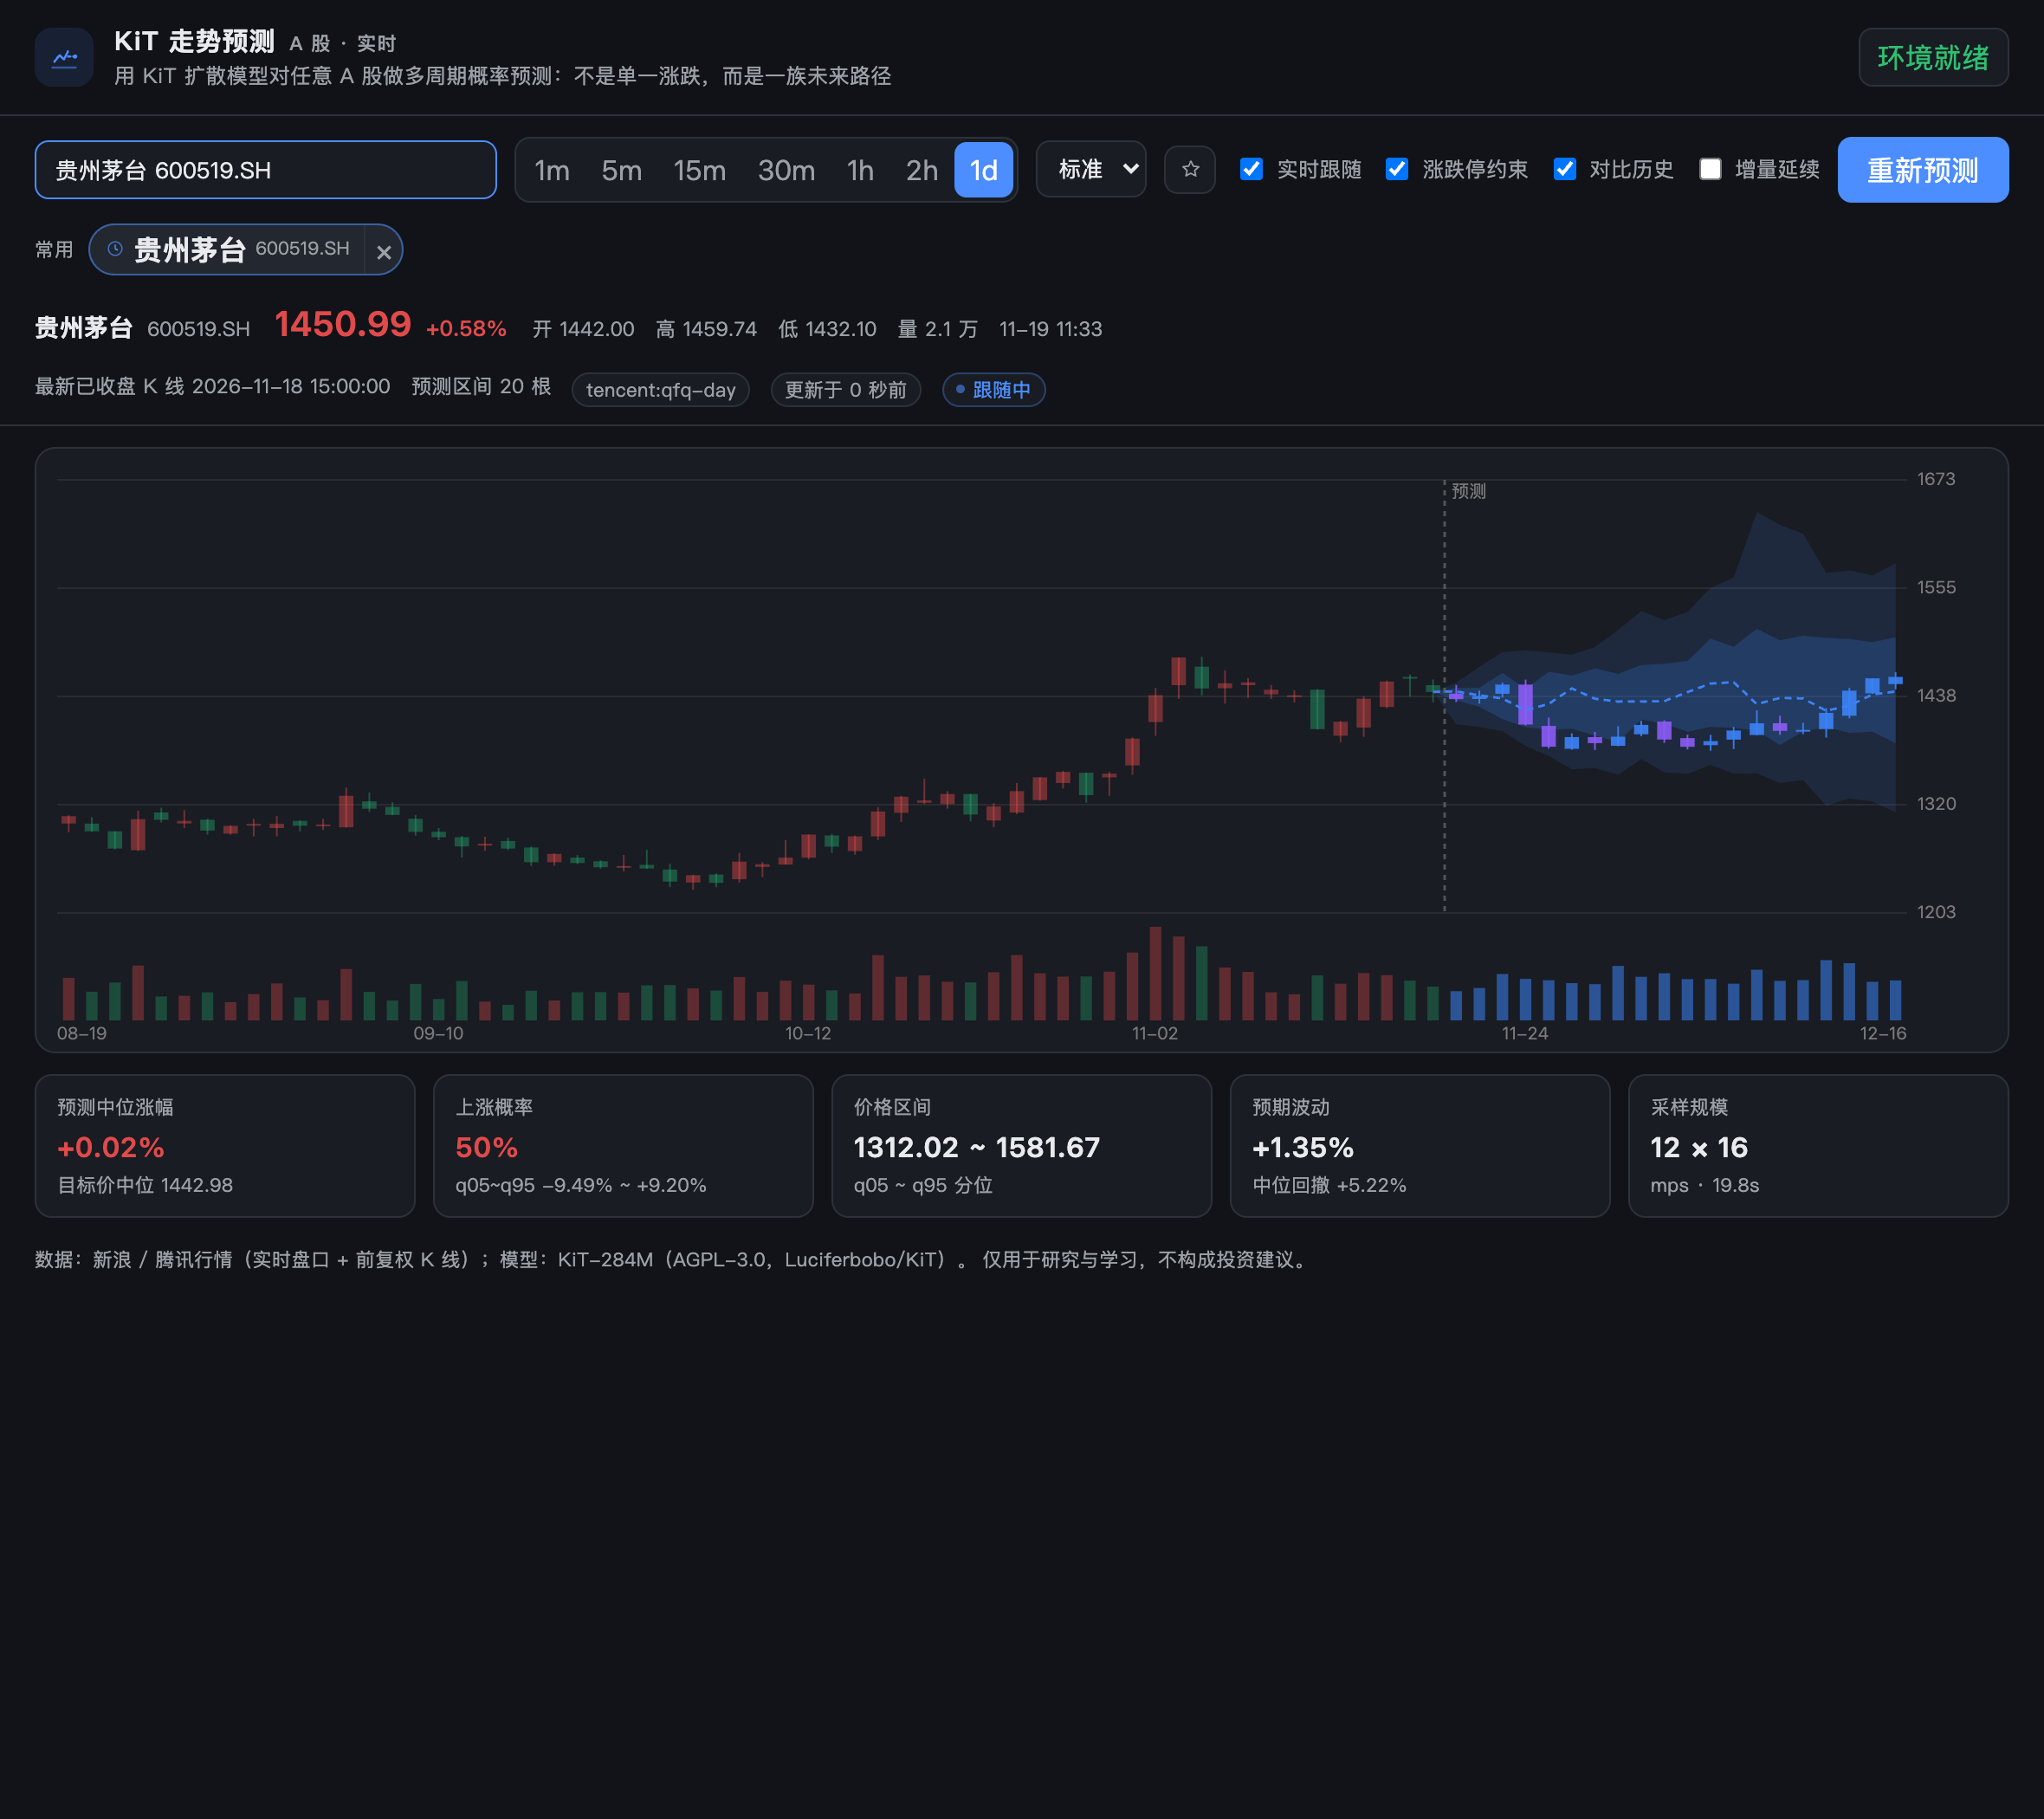 KiT 走势预测 A 股 · 实时
用 KiT 扩散模型对任意 A 股做多周期概率预测：不是单一涨跌，而是一族未来路径
环境就绪
贵州茅台 600519.SH
1m 5m 15m 30m 1h 2h 1d
标准
实时跟随
涨跌停约束
对比历史
增量延续
重新预测
常用
贵州茅台 600519.SH
贵州茅台 600519.SH 1450.99 +0.58% 开 1442.00 高 1459.74 低 1432.10 量 2.1 万 11-19 11:33
最新已收盘 K 线 2026-11-18 15:00:00 预测区间 20 根 tencent:qfq-day 更新于 0 秒前 跟随中
预测
1673
1555
1438
1320
1203
08-19 09-10 10-12 11-02 11-24 12-16
预测中位涨幅
+0.02%
目标价中位 1442.98
上涨概率
50%
q05~q95 -9.49% ~ +9.20%
价格区间
1312.02 ~ 1581.67
q05 ~ q95 分位
预期波动
+1.35%
中位回撤 +5.22%
采样规模
12 × 16
mps · 19.8s
数据：新浪 / 腾讯行情（实时盘口 + 前复权 K 线）；模型：KiT-284M（AGPL-3.0，Luciferbobo/KiT）。 仅用于研究与学习，不构成投资建议。